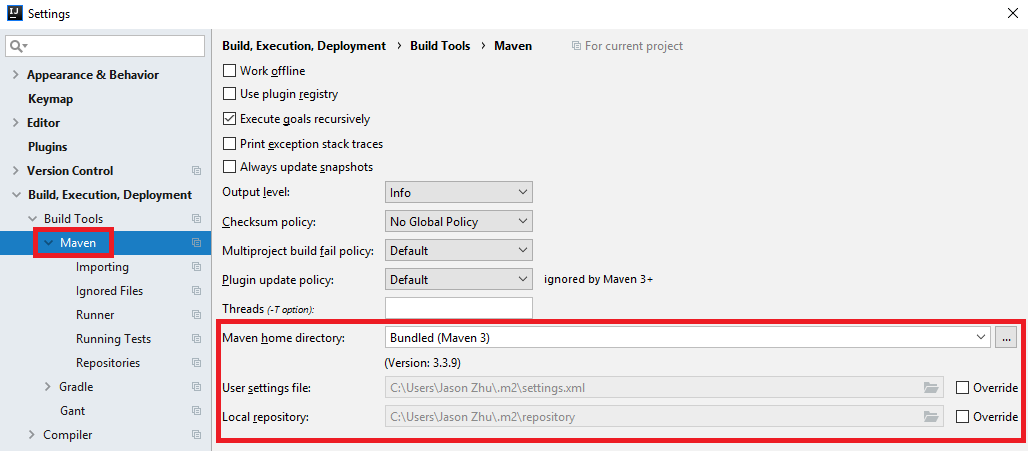 Settings
Build, Execution, Deployment › Build Tools › Maven For current project
Appearance & Behavior
Keymap
Editor
Plugins
Version Control
Build, Execution, Deployment
Build Tools
Maven
Importing
Ignored Files
Runner
Running Tests
Repositories
Gradle
Gant
Compiler
Work offline
Use plugin registry
Execute goals recursively
Print exception stack traces
Always update snapshots
Output level: Info
Checksum policy: No Global Policy
Multiproject build fail policy: Default
Plugin update policy: Default ignored by Maven 3+
Threads (-T option):
Maven home directory: Bundled (Maven 3) ...
(Version: 3.3.9)
User settings file: C:\Users\Jason Zhu\.m2\settings.xml Override
Local repository: C:\Users\Jason Zhu\.m2\repository Override